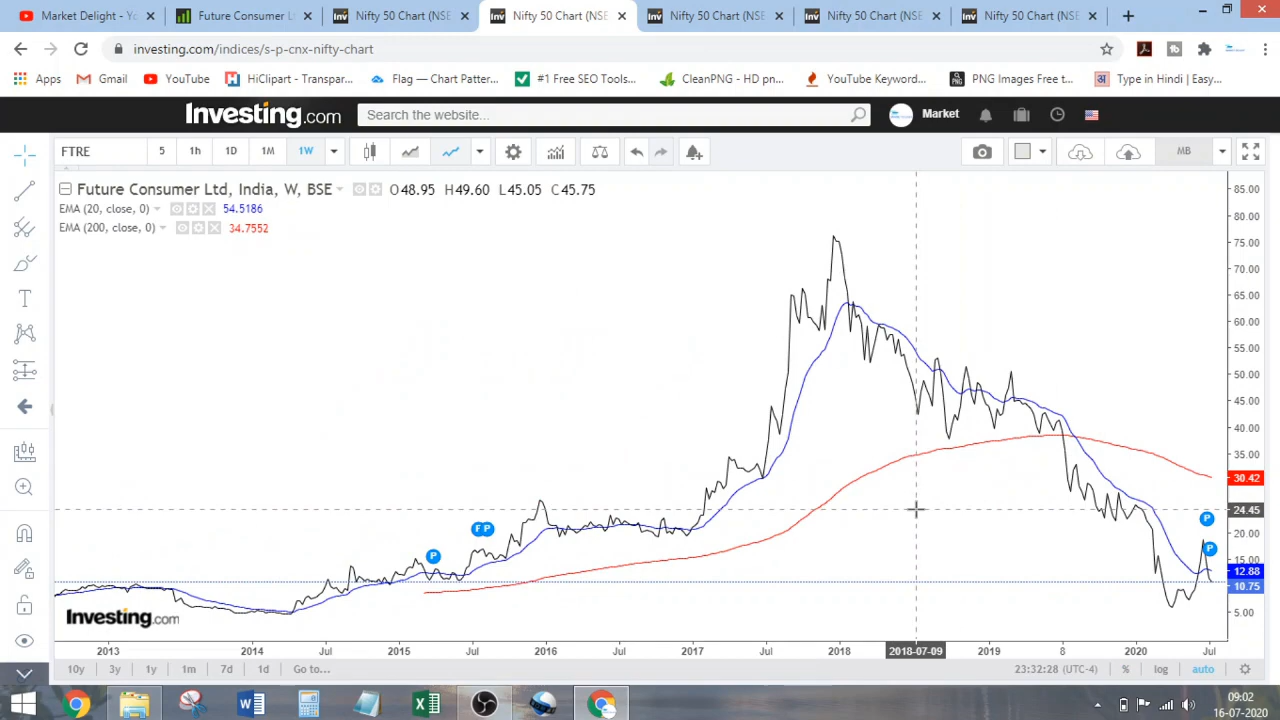 Market Delight - Yo
Future Consumer Ltd
Nifty 50 Chart (NSE
Nifty 50 Chart (NSE
Nifty 50 Chart (NSE
Nifty 50 Chart (NSE
Nifty 50 Chart (NSE
investing.com/indices/s-p-cnx-nifty-chart
Apps
Gmail
YouTube
HiClipart - Transpar...
Flag — Chart Patter...
#1 Free SEO Tools...
CleanPNG - HD pn...
YouTube Keyword...
PNG Images Free t...
Type in Hindi | Easy...
Investing.com
Search the website...
Market
FTRE
5
1h
1D
1M
1W
MB
Future Consumer Ltd, India, W, BSE
O48.95 H49.60 L45.05 C45.75
EMA (20, close, 0)
54.5186
EMA (200, close, 0)
34.7552
85.00
80.00
75.00
70.00
65.00
60.00
55.00
50.00
45.00
40.00
35.00
30.42
24.45
20.00
15.00
12.88
10.75
5.00
F P
P
P
P
Investing.com
2013
2014
Jul
2015
Jul
2016
Jul
2017
Jul
2018
2018-07-09
2019
8
2020
Jul
10y
3y
1y
1m
7d
1d
Go to...
23:32:28 (UTC-4)
%
log
auto
09:02
16-07-2020